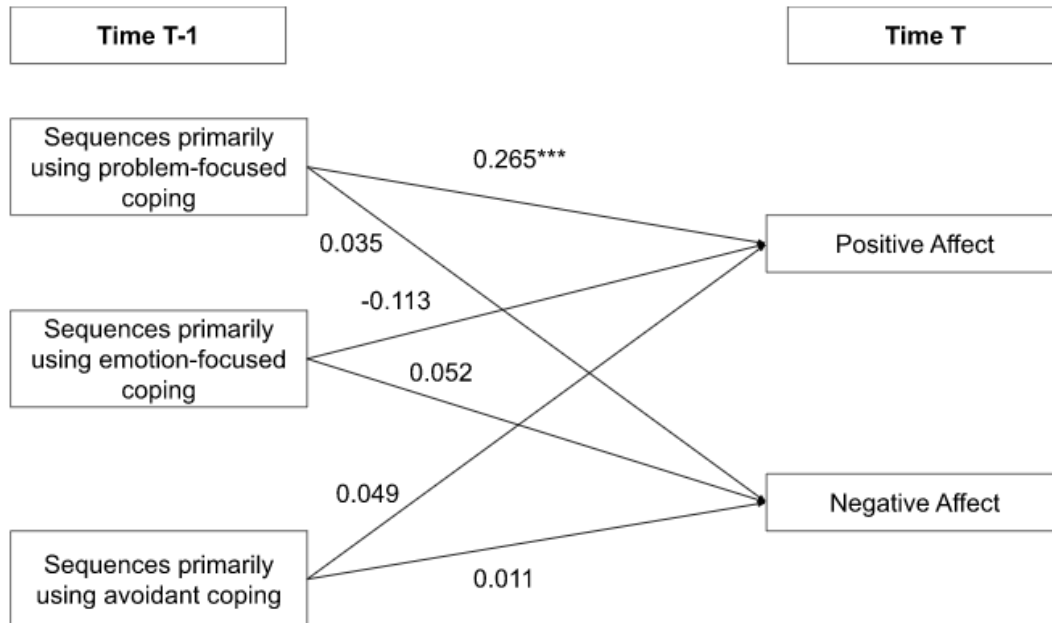 Time T-1
Time T
Sequences primarily
using problem-focused
coping
0.265***
0.035
Positive Affect
-0.113
Sequences primarily
using emotion-focused
coping
0.052
0.049
Negative Affect
Sequences primarily
using avoidant coping
0.011